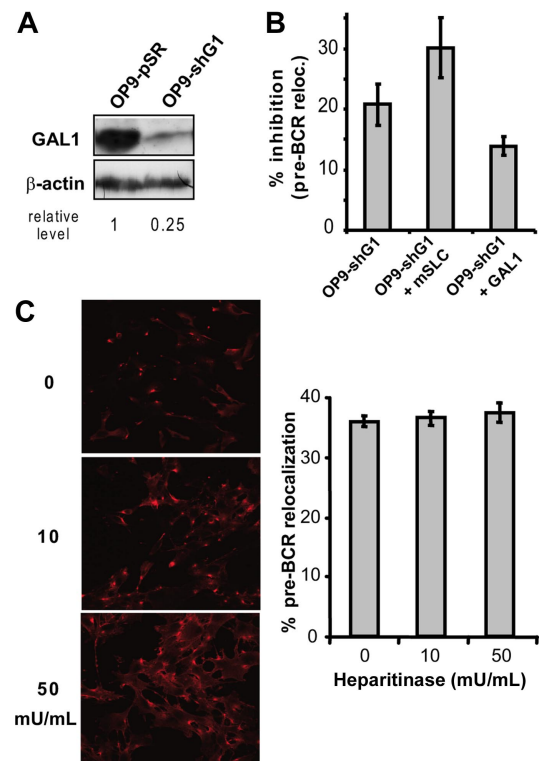 A
OP9-pSR
OP9-shG1
GAL1
β-actin
relative
level
1
0.25
B
% inhibition
(pre-BCR reloc.)
30
20
10
0
OP9-shG1
OP9-shG1
+ mSLC
OP9-shG1
+ GAL1
C
0
10
50
mU/mL
% pre-BCR relocalization
40
30
20
10
0
0
10
50
Heparitinase (mU/mL)